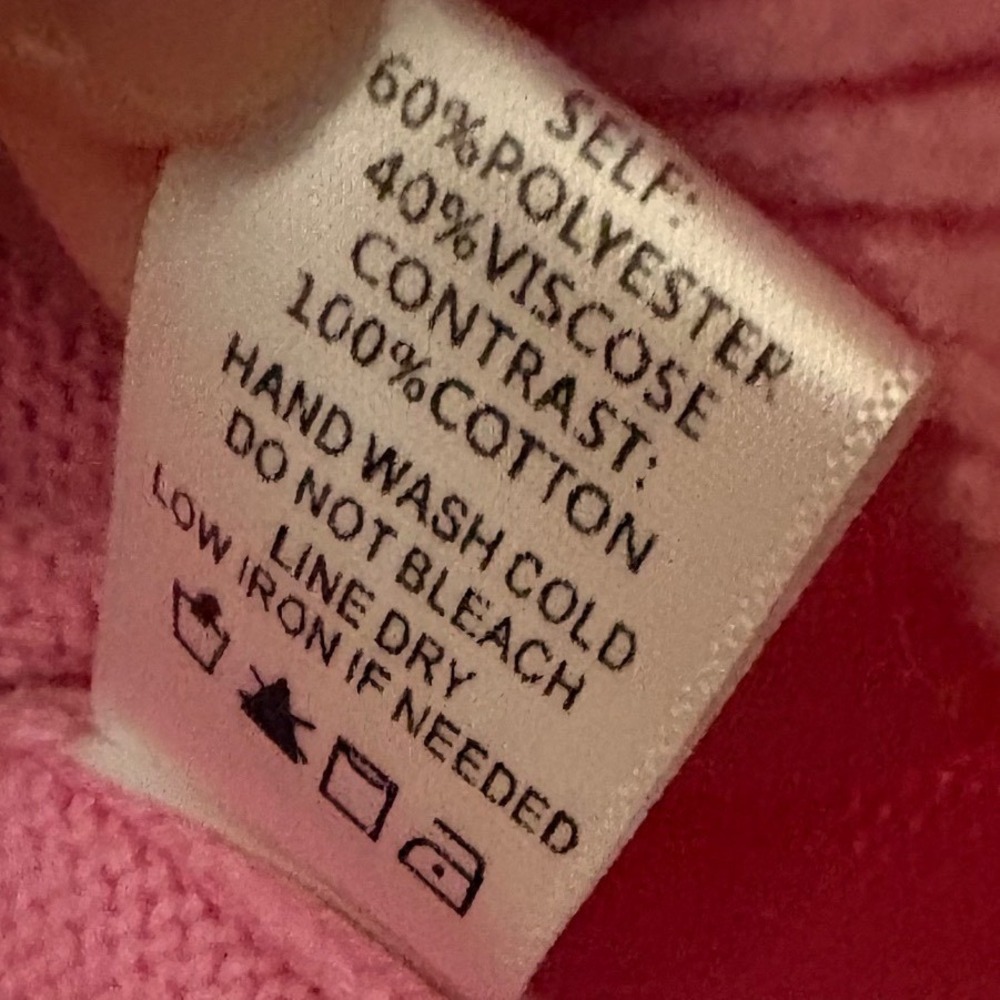 SELF:
60%POLYESTER
40%VISCOSE
CONTRAST:
100%COTTON
HAND WASH COLD
DO NOT BLEACH
LINE DRY
LOW IRON IF NEEDED